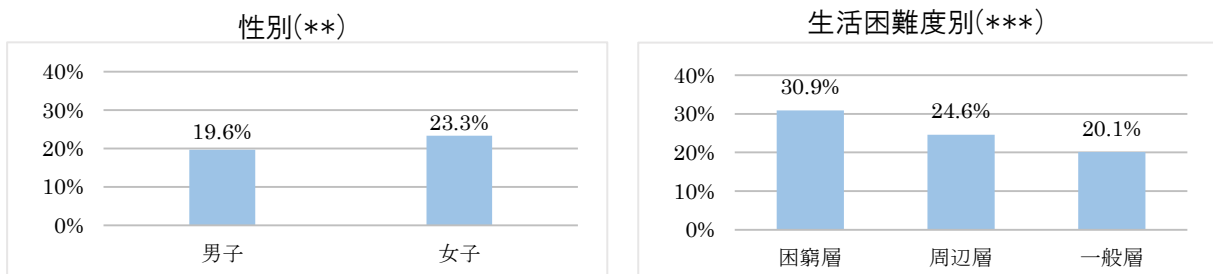 性別(**)
40%
30%
20%
10%
0%
19.6%
23.3%
男子
女子
生活困難度別(***)
40%
30%
20%
10%
0%
30.9%
24.6%
20.1%
困窮層
周辺層
一般層